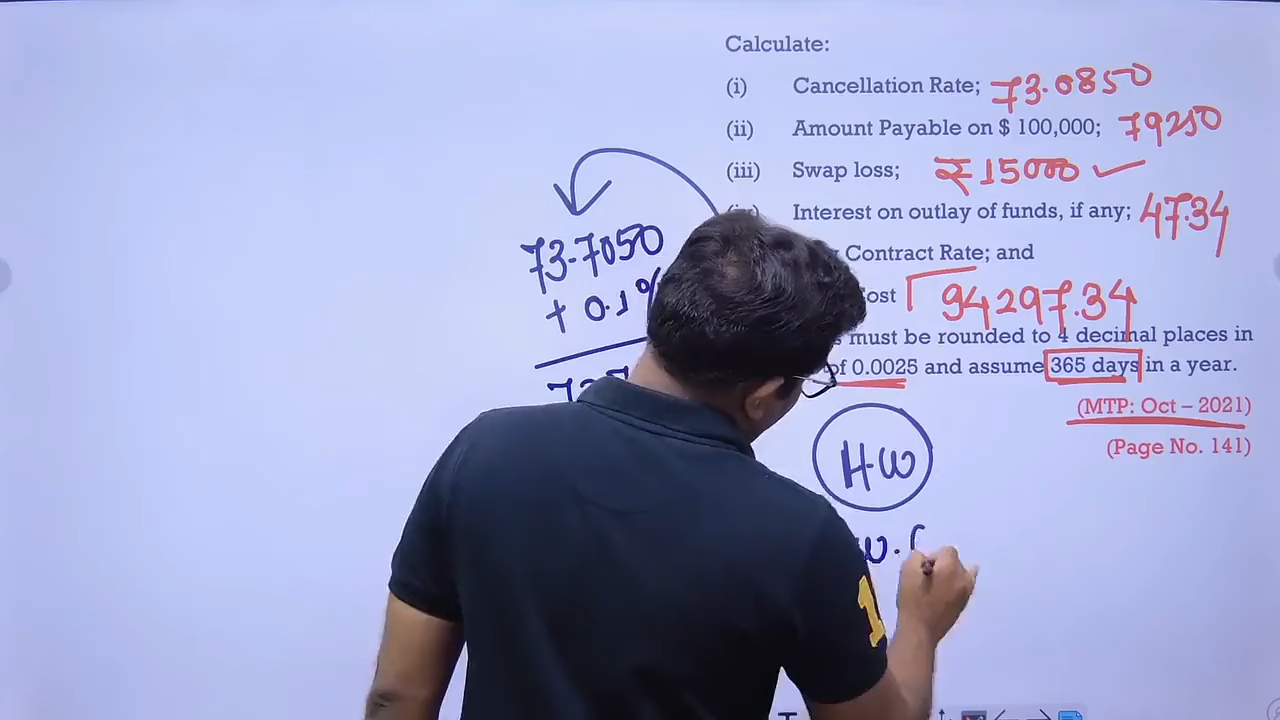 Calculate:
(i) Cancellation Rate; 73.0850
(ii) Amount Payable on $ 100,000; 79250
(iii) Swap loss; ₹15000 ✓
Interest on outlay of funds, if any; 47.34
73.7050
Contract Rate; and
+ 0.1%
94297.34
must be rounded to 4 decimal places in
of 0.0025 and assume 365 days in a year.
(MTP: Oct – 2021)
(Page No. 141)
H.W
1